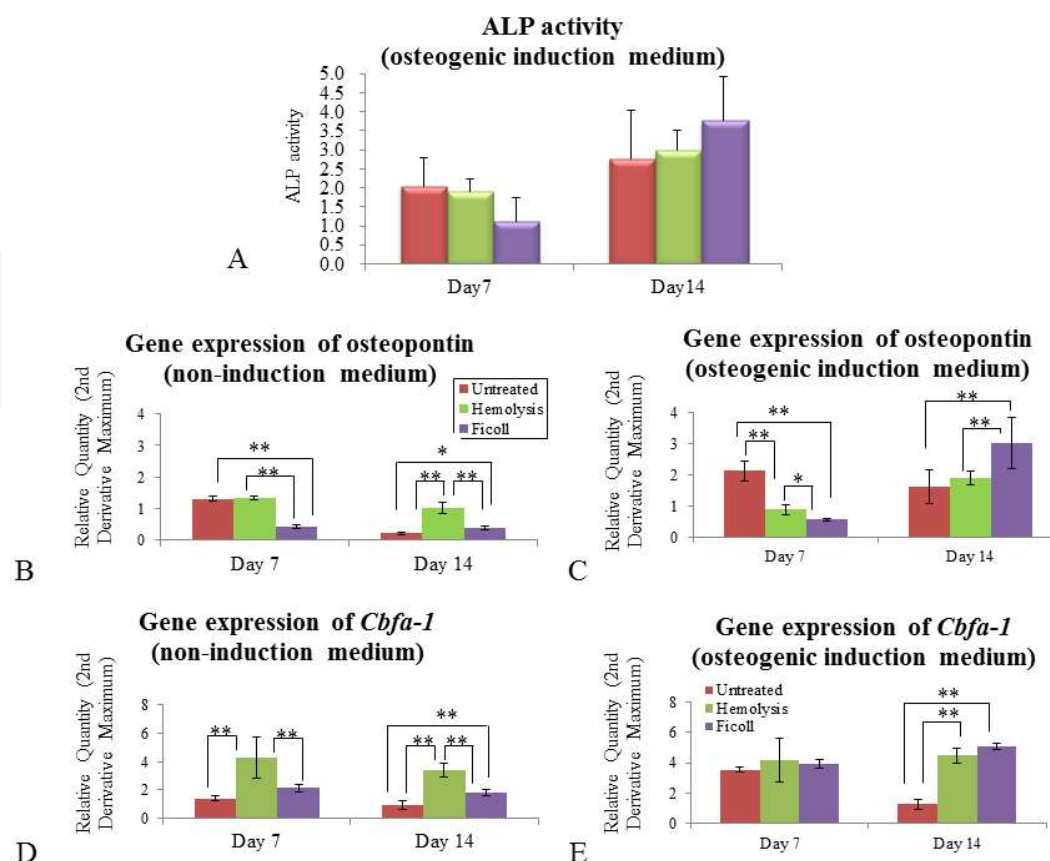 ALP activity
(osteogenic induction medium)
ALP activity
5.0
4.5
4.0
3.5
3.0
2.5
2.0
1.5
1.0
0.5
0.0
Day7
Day14
A
Gene expression of osteopontin
(non-induction medium)
Relative Quantity (2nd
Derivative Maximum)
4
3
2
1
0
Untreated
Hemolysis
Ficoll
**
**
*
**
**
Day 7
Day 14
B
Gene expression of osteopontin
(osteogenic induction medium)
Relative Quantity (2nd
Derivative Maximum)
4
3
2
1
0
**
**
*
**
**
Day 7
Day 14
C
Gene expression of Cbfa-1
(non-induction medium)
Relative Quantity (2nd
Derivative Maximum)
8
6
4
2
0
**
**
**
**
**
Day 7
Day 14
D
Gene expression of Cbfa-1
(osteogenic induction medium)
Relative Quantity (2nd
Derivative Maximum)
8
6
4
2
0
Untreated
Hemolysis
Ficoll
**
**
Day 7
Day 14
E